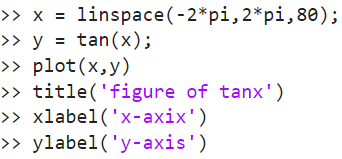 >> x = linspace(-2*pi,2*pi,80);
>> y = tan(x);
>> plot(x,y)
>> title('figure of tanx')
>> xlabel('x-axix')
>> ylabel('y-axis')